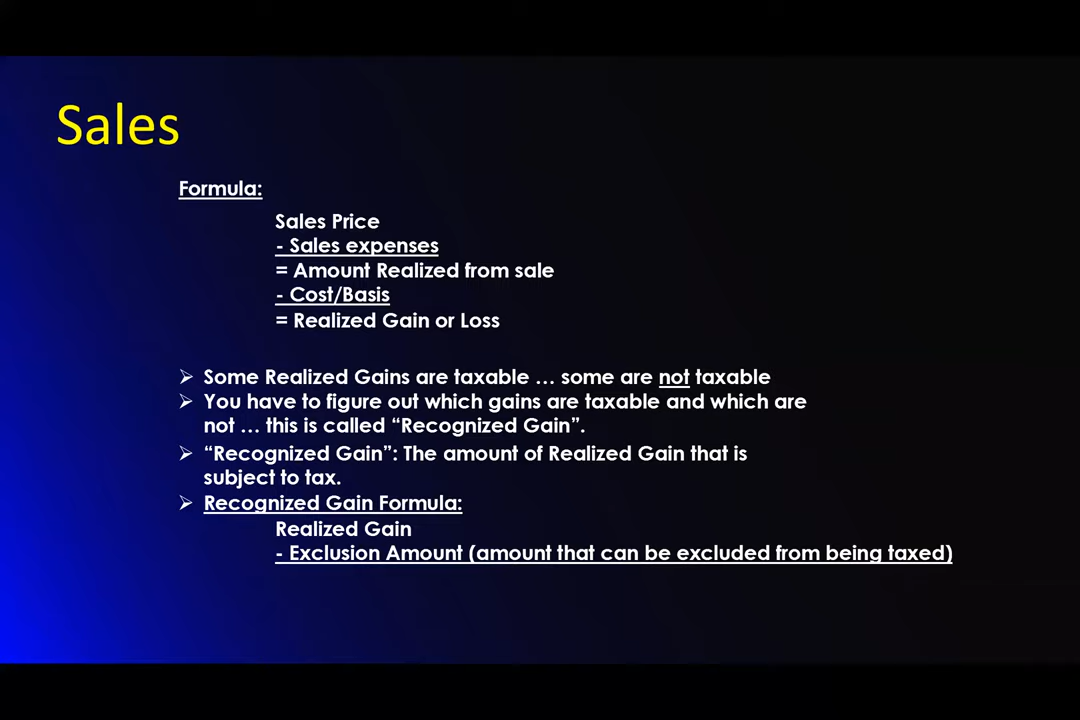 Sales
Formula:
Sales Price
- Sales expenses
= Amount Realized from sale
- Cost/Basis
= Realized Gain or Loss
➢ Some Realized Gains are taxable … some are not taxable
➢ You have to figure out which gains are taxable and which are
not … this is called “Recognized Gain”.
➢ “Recognized Gain”: The amount of Realized Gain that is
subject to tax.
➢ Recognized Gain Formula:
Realized Gain
- Exclusion Amount (amount that can be excluded from being taxed)